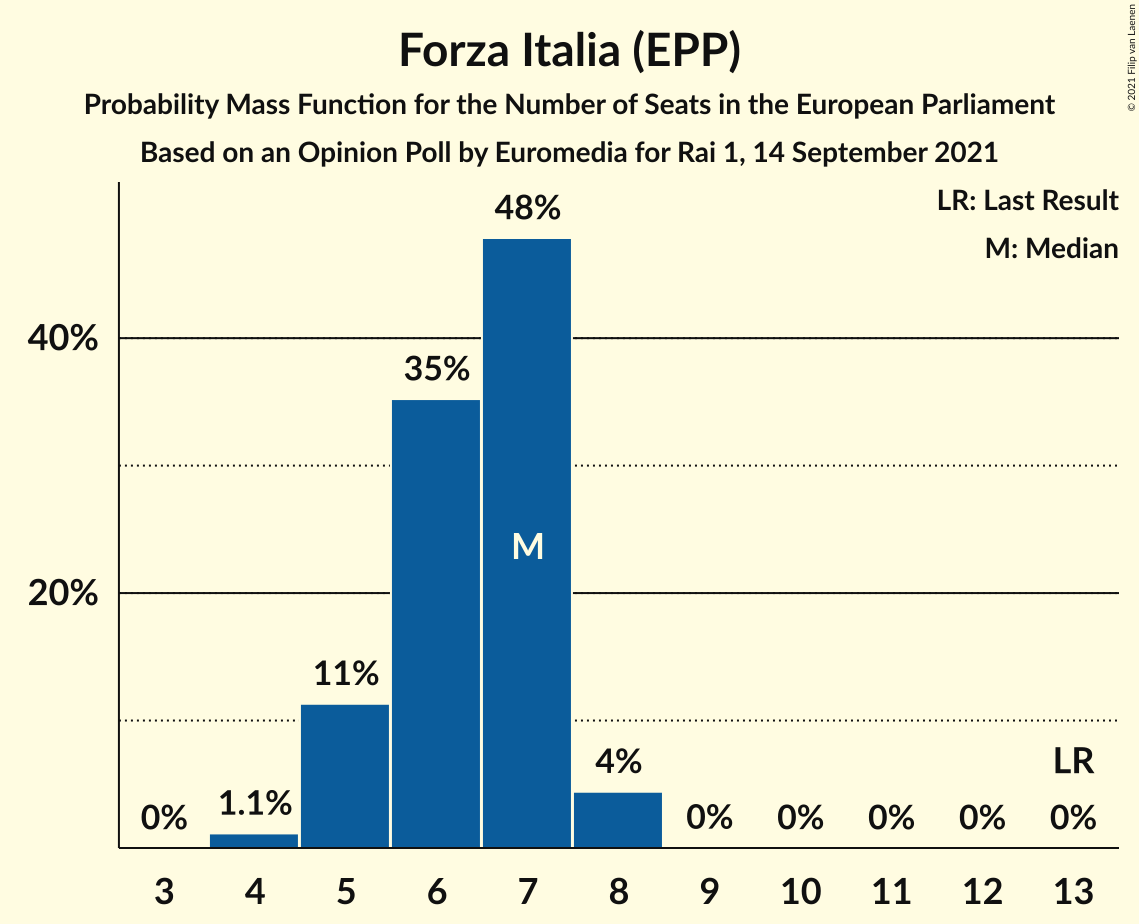 Forza Italia (EPP)
Probability Mass Function for the Number of Seats in the European Parliament
Based on an Opinion Poll by Euromedia for Rai 1, 14 September 2021
© 2021 Filip van Laenen
LR: Last Result
M: Median
48%
40%
35%
M
20%
11%
4%
LR
0% 1.1% 0% 0% 0% 0% 0%
3 4 5 6 7 8 9 10 11 12 13